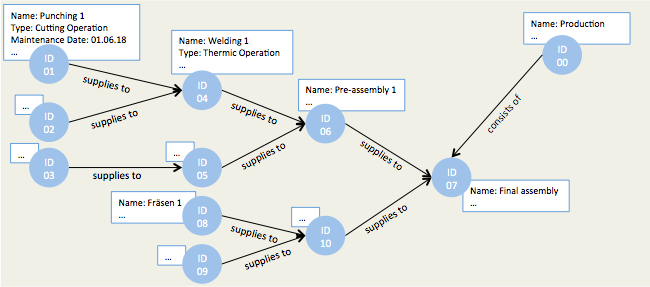 Name: Punching 1
Type: Cutting Operation
Maintenance Date: 01.06.18
...
ID
01
supplies to
Name: Welding 1
Type: Thermic Operation
...
ID
04
supplies to
...
ID
02
supplies to
...
ID
03
supplies to
...
ID
05
supplies to
Name: Pre-assembly 1
...
ID
06
supplies to
Name: Production
...
ID
00
consists of
ID
07
Name: Final assembly
...
Name: Fräsen 1
...
ID
08
supplies to
...
ID
09
supplies to
...
ID
10
supplies to